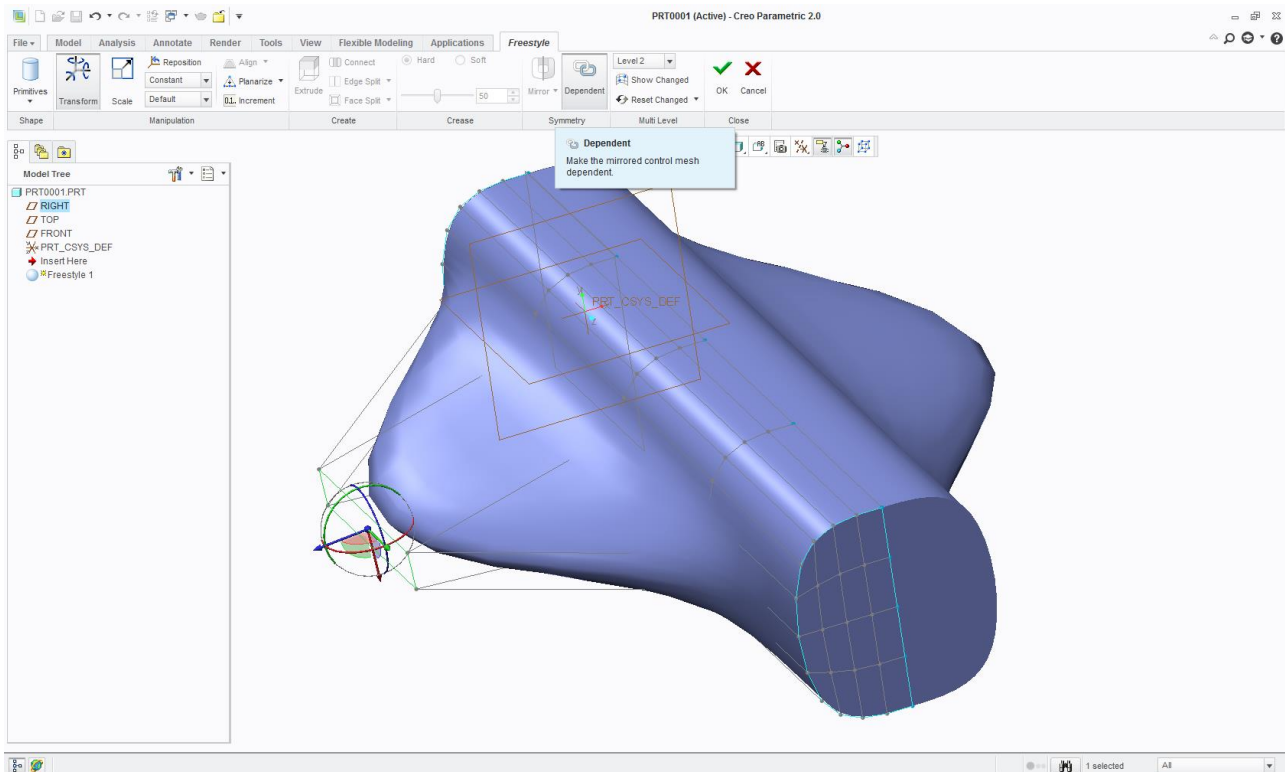 PRT0001 (Active) - Creo Parametric 2.0
File Model Analysis Annotate Render Tools View Flexible Modeling Applications Freestyle
Primitives
Transform
Scale
Reposition
Constant
Default
Align
Planarize
0.1.. Increment
Extrude
Connect
Edge Split
Face Split
Hard Soft
50
Mirror
Dependent
Level 2
Show Changed
Reset Changed
OK
Cancel
Shape Manipulation Create Crease Symmetry Multi Level Close
Dependent
Make the mirrored control mesh
dependent.
Model Tree
PRT0001.PRT
RIGHT
TOP
FRONT
PRT_CSYS_DEF
Insert Here
Freestyle 1
X
PRT_CSYS_DEF
Z
1 selected
All